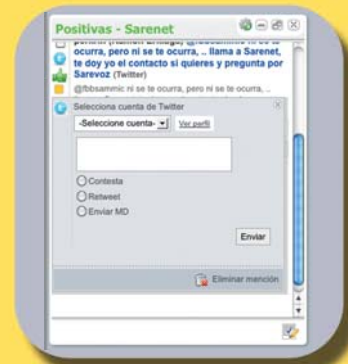 Positivas - Sarenet
ocurra, pero ni se te ocurra, .. llama a Sarenet,
te doy yo el contacto si quieres y pregunta por
Sarevoz (Twitter)
@fbbsammic ni se te ocurra, pero ni se te ocurra, ..
Selecciona cuenta de Twitter
-Seleccione cuenta-
Ver perfil
Contesta
Retweet
Enviar MD
Enviar
Eliminar mención